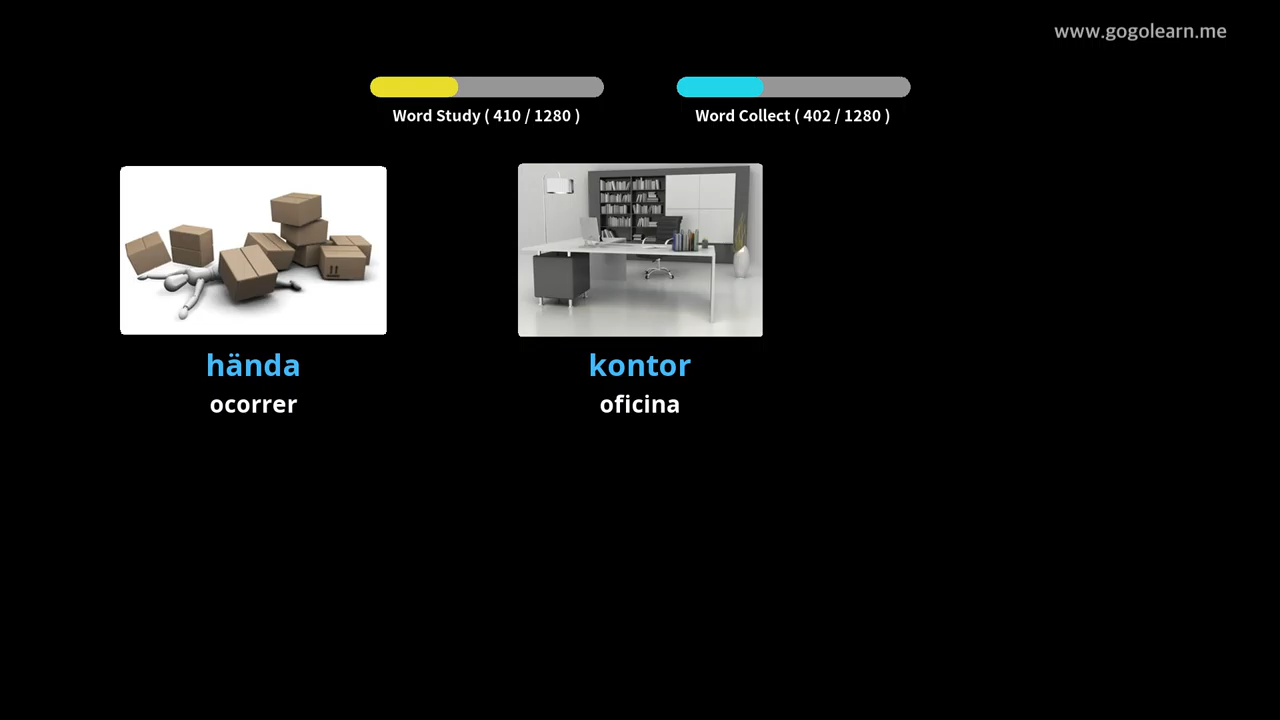 www.gogolearn.me
Word Study ( 410 / 1280 )
Word Collect ( 402 / 1280 )
hända
ocorrer
kontor
oficina